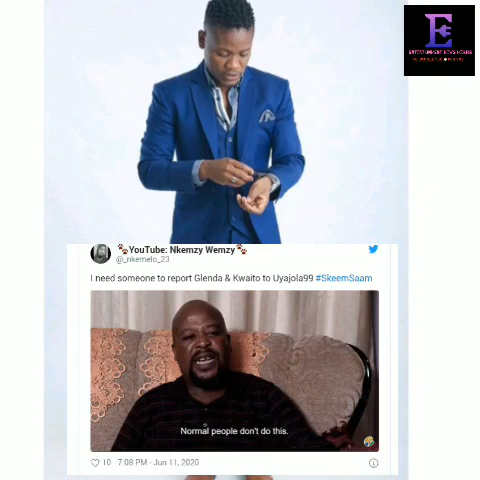 E
🐾YouTube: Nkemzy Wemzy🐾
@_nkemelo_23
I need someone to report Glenda & Kwaito to Uyajola99 #SkeemSaam
Normal people don't do this.
10 7:08 PM - Jun 11, 2020